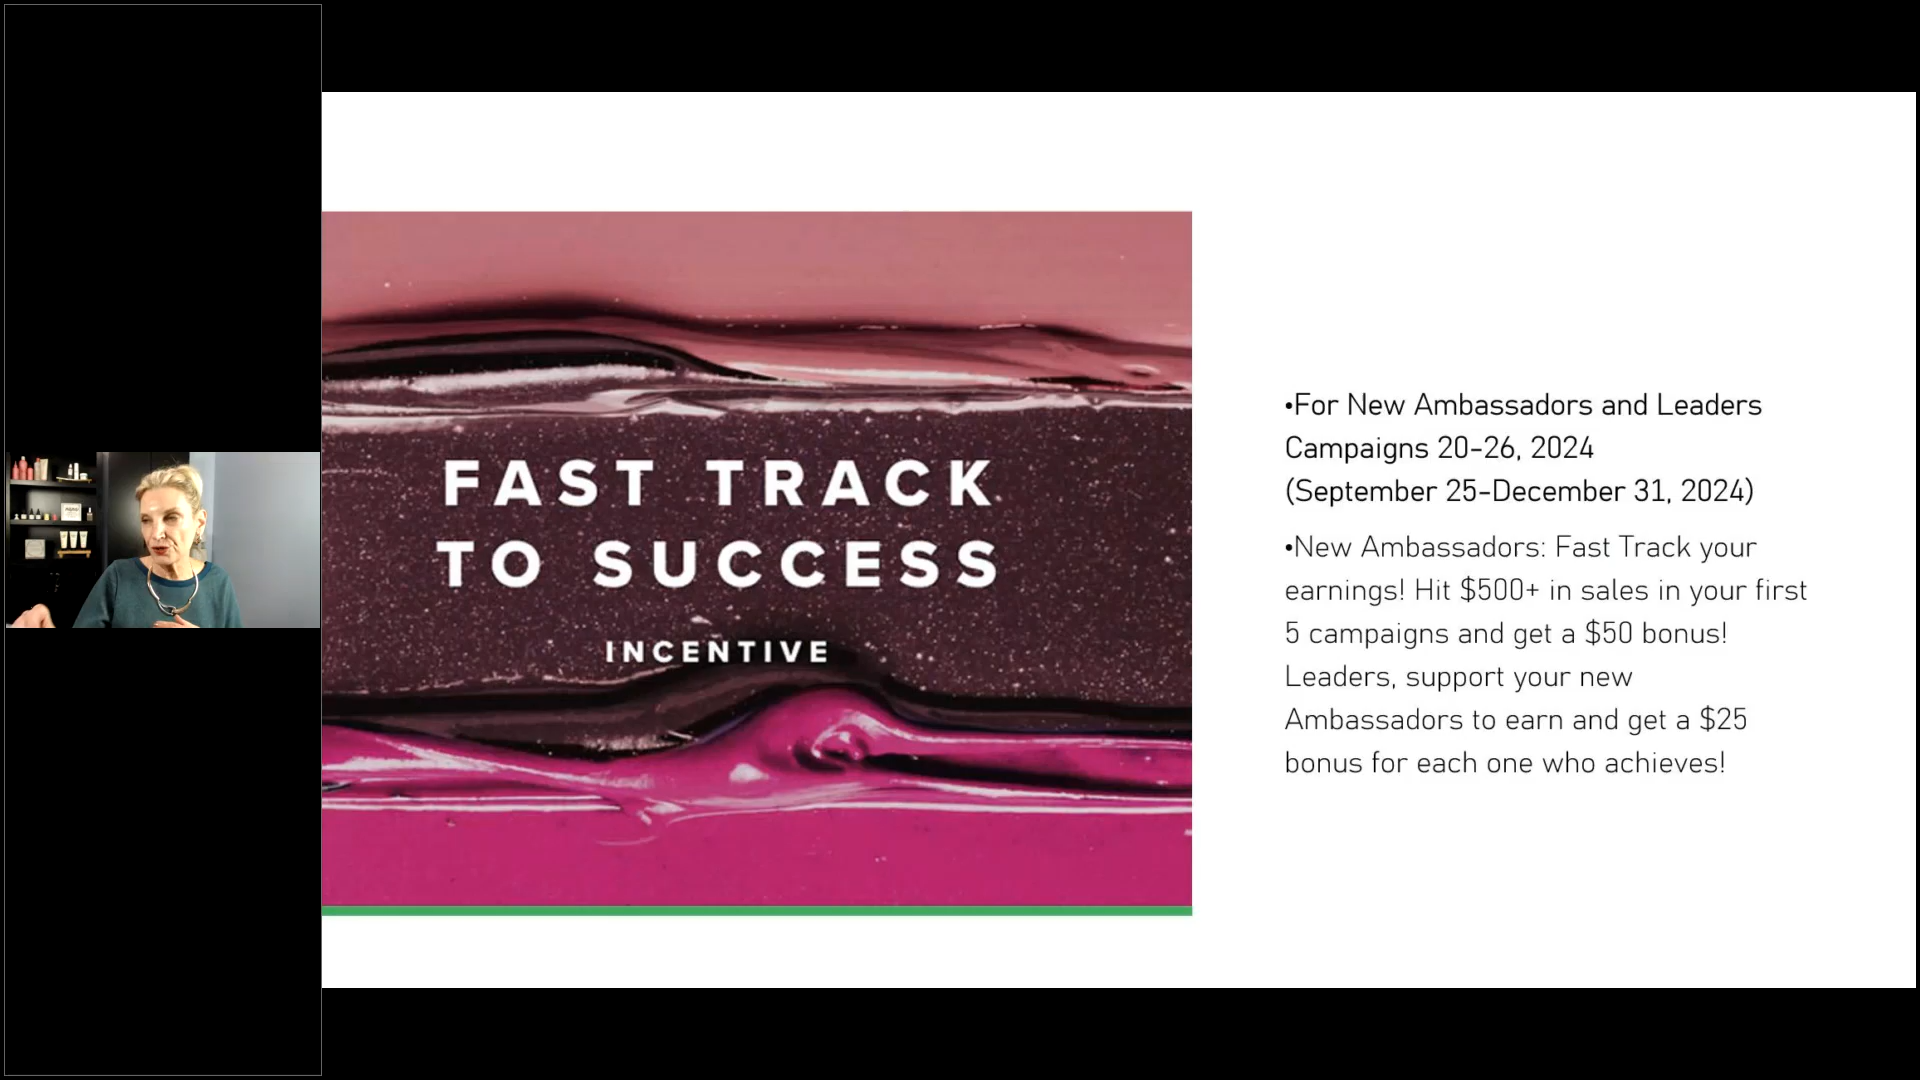 FAST TRACK
TO SUCCESS
INCENTIVE
•For New Ambassadors and Leaders
Campaigns 20-26, 2024
(September 25-December 31, 2024)
•New Ambassadors: Fast Track your
earnings! Hit $500+ in sales in your first
5 campaigns and get a $50 bonus!
Leaders, support your new
Ambassadors to earn and get a $25
bonus for each one who achieves!